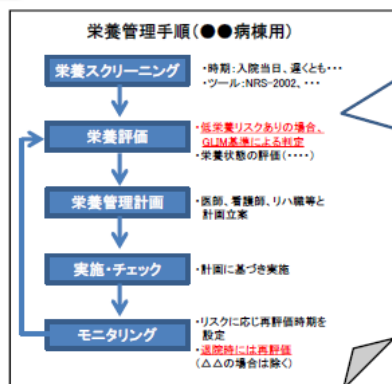 栄養管理手順(●●病棟用)
栄養スクリーニング
・時期:入院当日、遅くとも・・・
・ツール:NRS-2002、・・・
栄養評価
・低栄養リスクありの場合、
GLIM基準による判定
・栄養状態の評価(・・・・)
栄養管理計画
・医師、看護師、リハ職等と
計画立案
実施・チェック
・計画に基づき実施
モニタリング
・リスクに応じ再評価時期を
設定
・退院時には再評価
(△△の場合は除く)